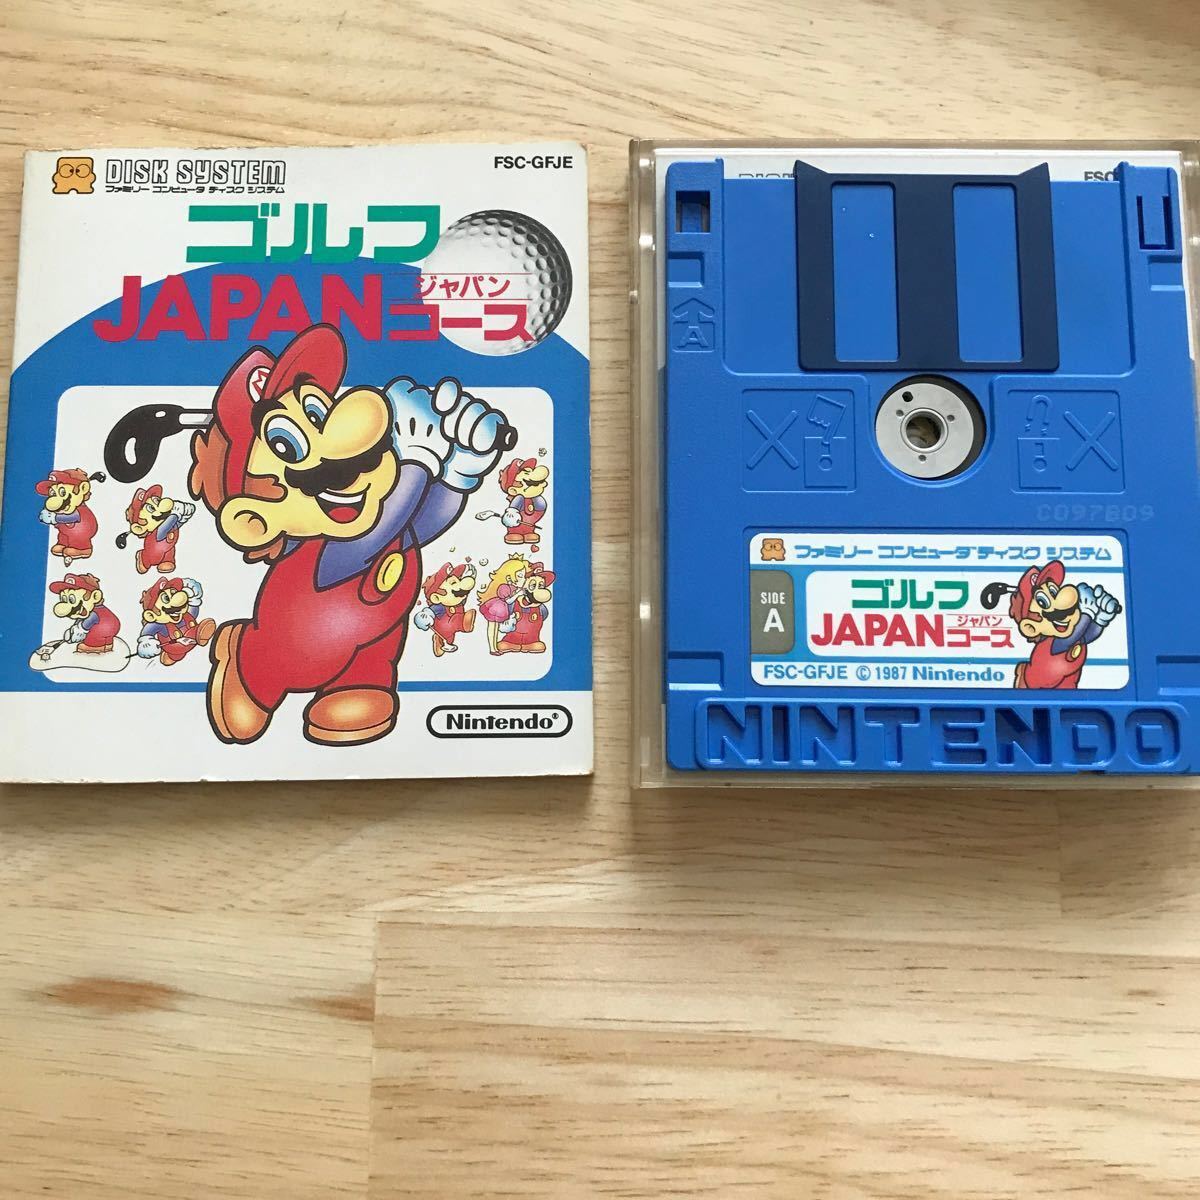 DISK SYSTEM
ファミリー コンピュータ ディスク システム
FSC-GFJE
ゴルフ
JAPANコース
ジャパン
M
Nintendo®
FSC
A
C097B09
ファミリー コンピュータ ディスク システム
SIDE
A
ゴルフ
JAPANコース
ジャパン
FSC-GFJE © 1987 Nintendo
NINTENDO